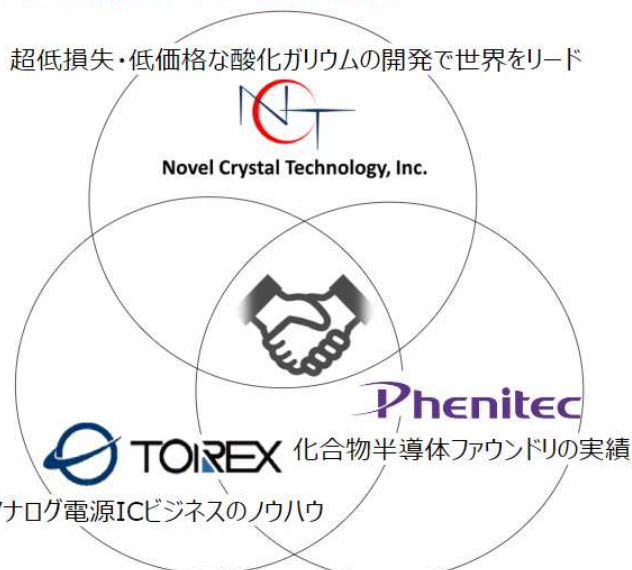 超低損失・低価格な酸化ガリウムの開発で世界をリード
NCT
Novel Crystal Technology, Inc.
Phenitec
TOIREX
化合物半導体ファウンドリの実績
ナログ電源ICビジネスのノウハウ